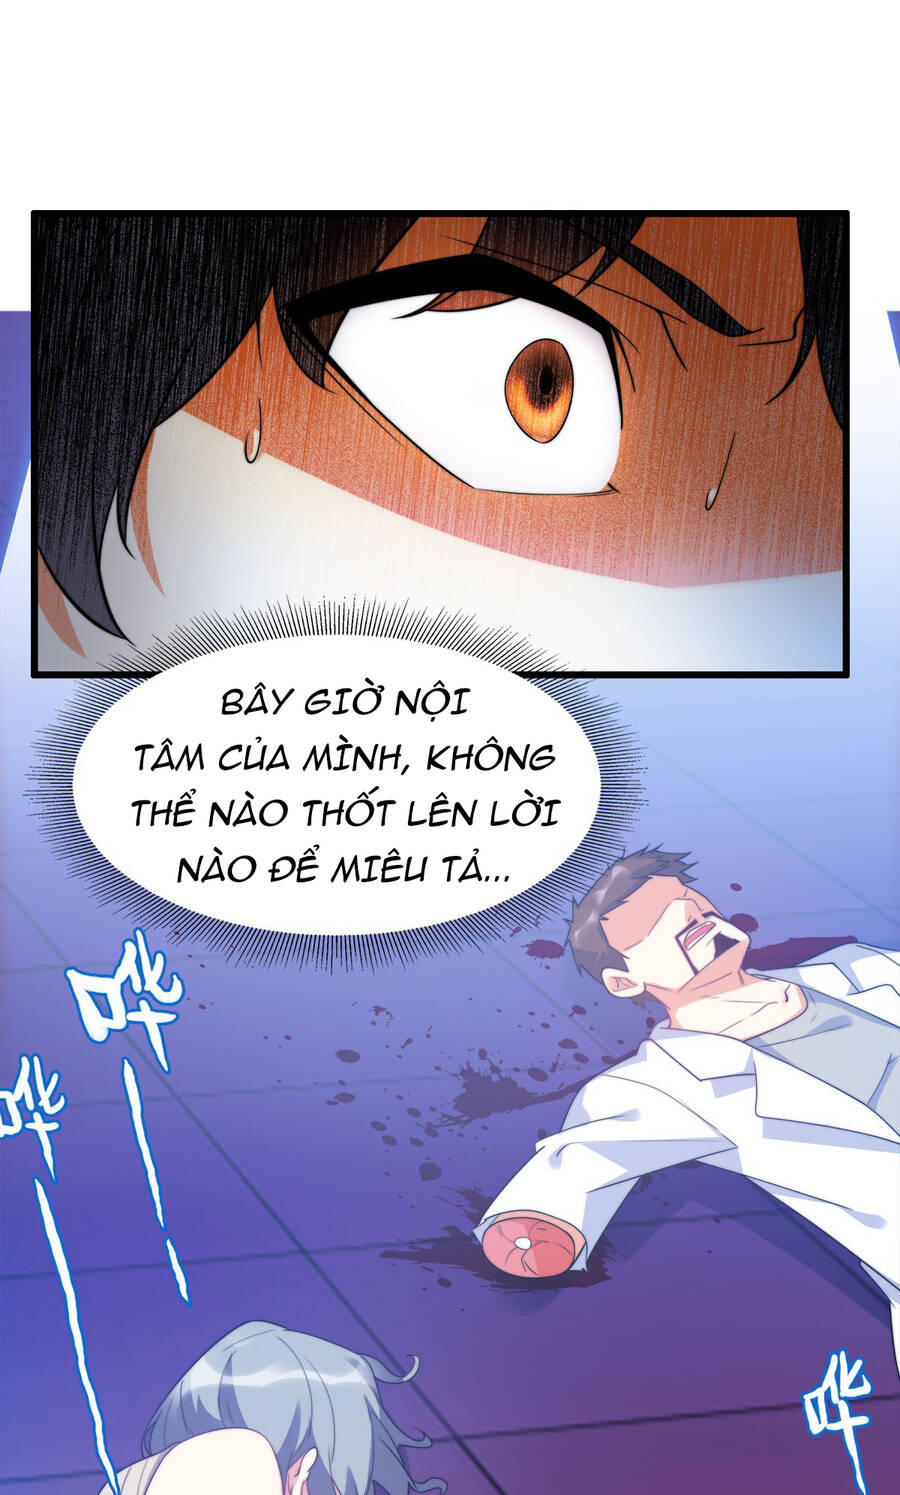 BÂY GIỜ NỘI
TÂM CỦA MÌNH, KHÔNG
THỂ NÀO THỐT LÊN LỜI
NÀO ĐỂ MIÊU TẢ...
哗
哗
哗